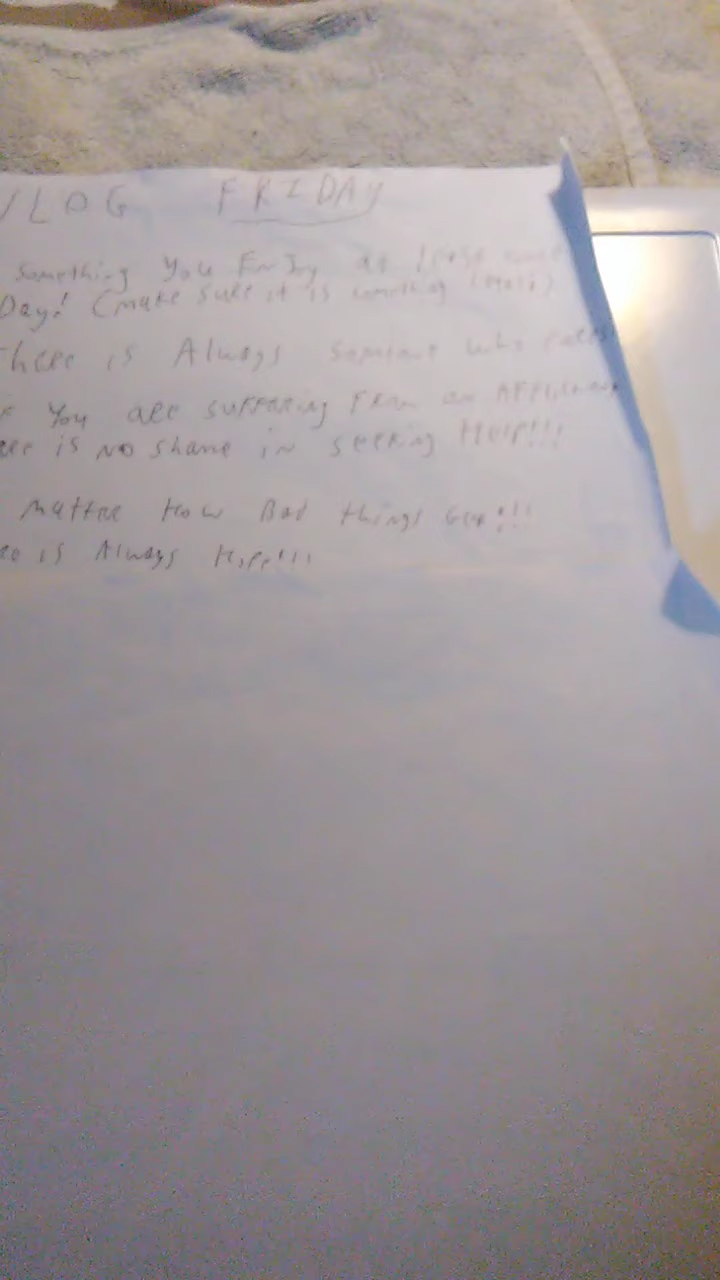 VLOG FRIDAY
something You EnJoy at least once
Day! (make sure it is something
There is Always someone who cares
You are suffering From an
is no shame in seeking Help!!!
matter How Bad things Get!!!
is Always Hope!!!